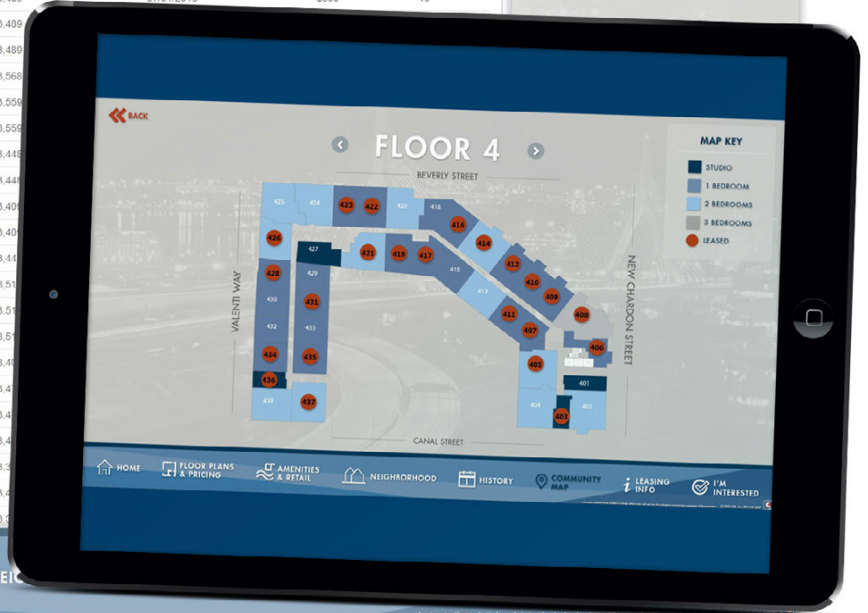 BACK
FLOOR 4
BEVERLY STREET
MAP KEY
STUDIO
1 BEDROOM
2 BEDROOMS
3 BEDROOMS
LEASED
425
424
423
422
420
418
416
414
412
410
409
408
406
426
427
421
419
417
415
413
411
407
405
428
429
430
431
432
433
434
435
436
437
438
401
404
403
402
VALENTI WAY
NEW CHARDON STREET
CANAL STREET
HOME
FLOOR PLANS
& PRICING
AMENITIES
& RETAIL
NEIGHBORHOOD
HISTORY
COMMUNITY
MAP
LEASING
INFO
I'M
INTERESTED